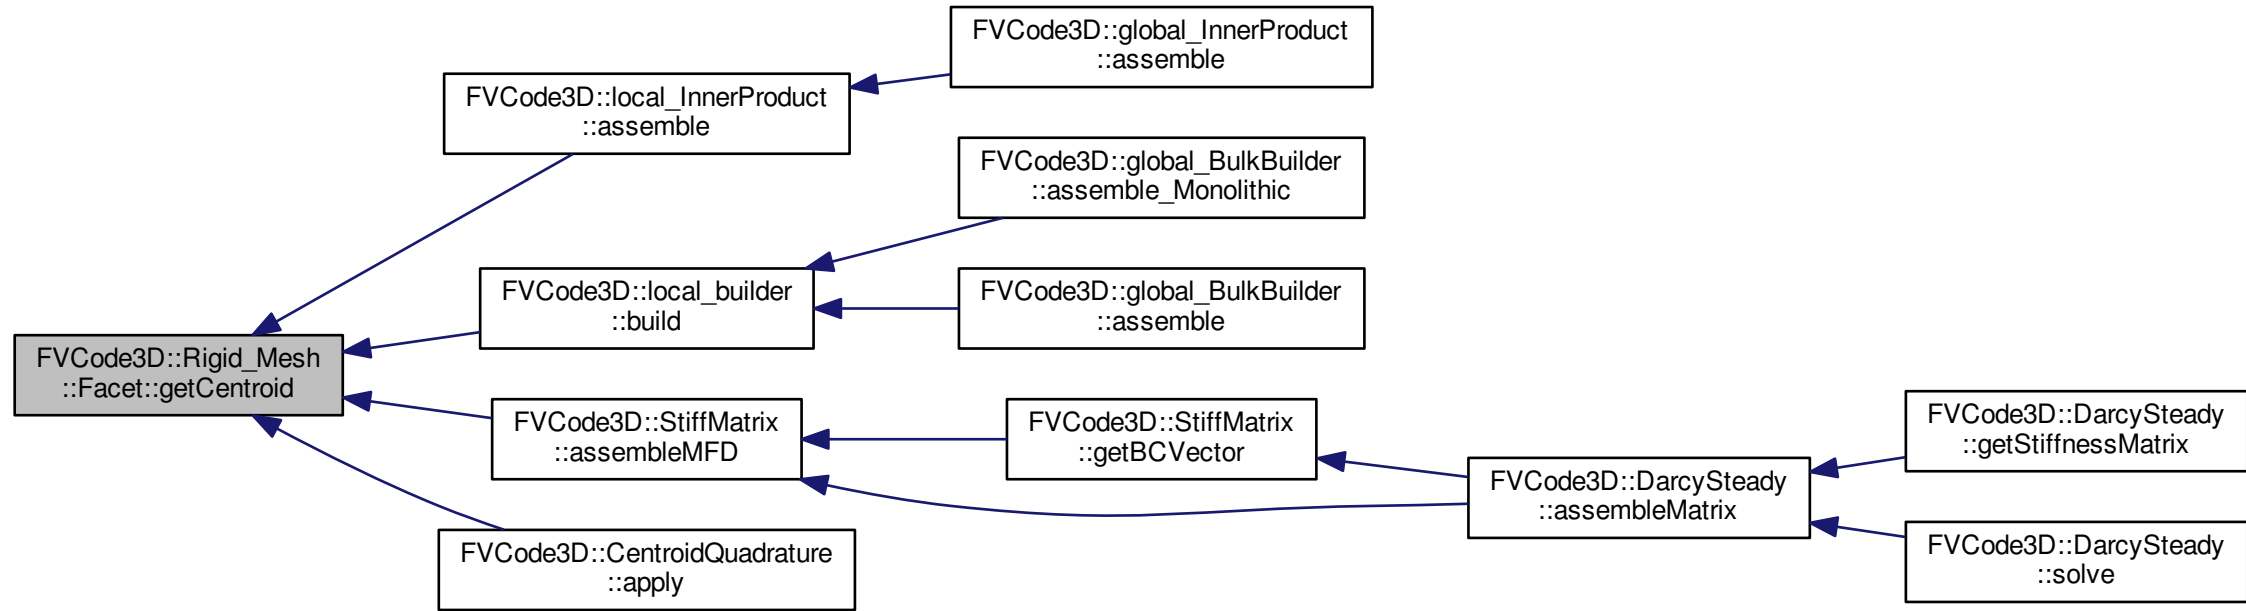 FVCode3D::global_InnerProduct
::assemble
FVCode3D::local_InnerProduct
::assemble
FVCode3D::global_BulkBuilder
::assemble_Monolithic
FVCode3D::local_builder
::build
FVCode3D::global_BulkBuilder
::assemble
FVCode3D::Rigid_Mesh
::Facet::getCentroid
FVCode3D::StiffMatrix
::assembleMFD
FVCode3D::StiffMatrix
::getBCVector
FVCode3D::DarcySteady
::getStiffnessMatrix
FVCode3D::DarcySteady
::assembleMatrix
FVCode3D::CentroidQuadrature
::apply
FVCode3D::DarcySteady
::solve